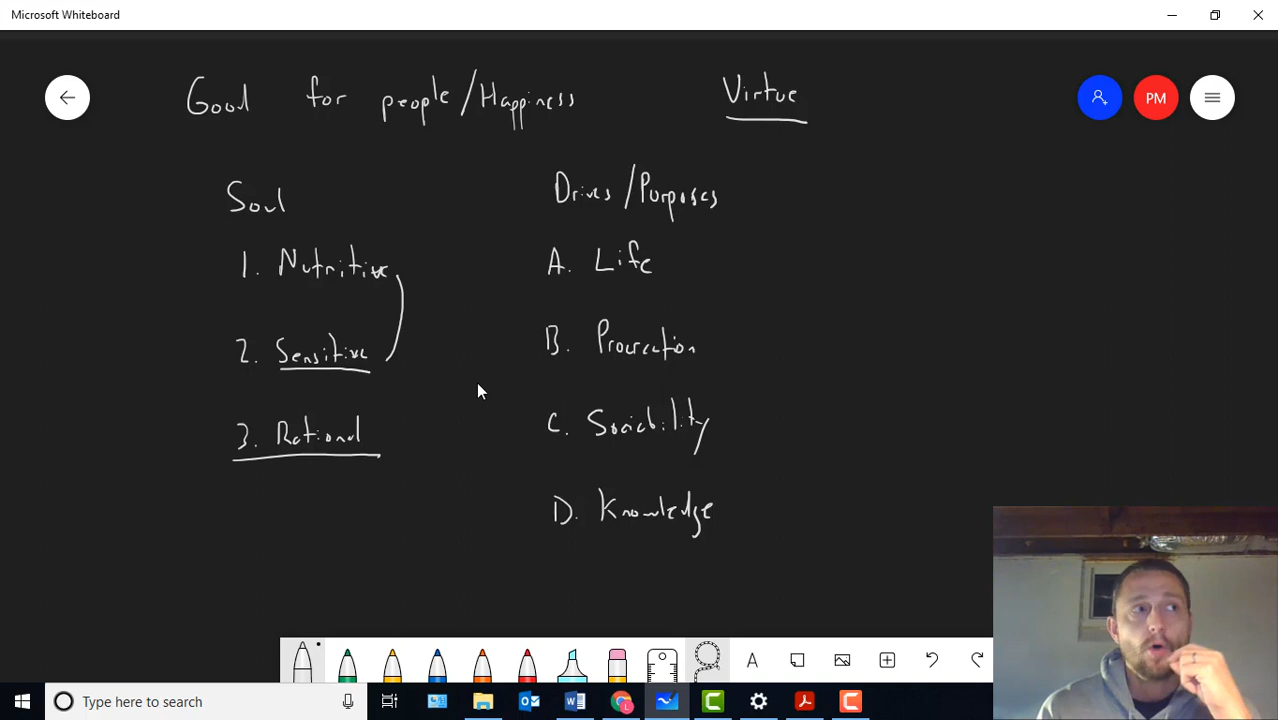 Microsoft Whiteboard
Good for people/Happiness Virtue
PM
Soul Drives/Purposes
1. Nutritive A. Life
2. Sensitive B. Procreation
3. Rational C. Sociability
D. Knowledge
A
Type here to search